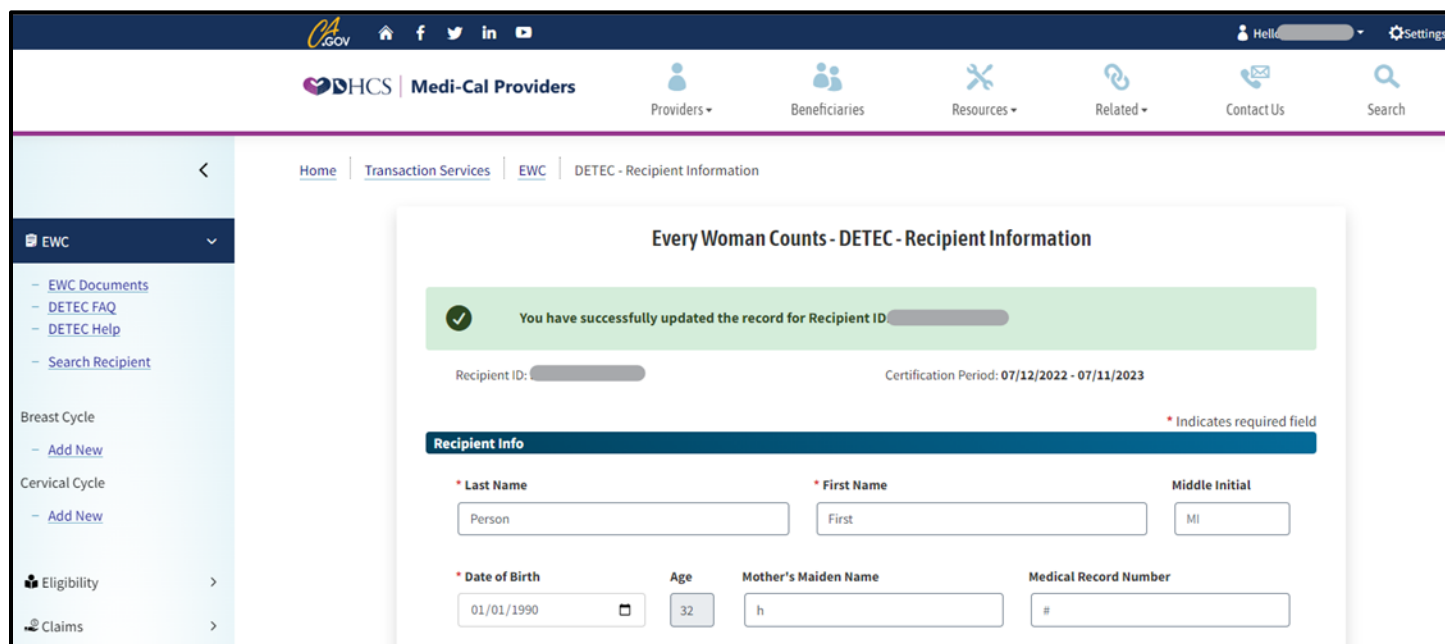 CA.GOV
Hello
Settings
DHCS | Medi-Cal Providers
Providers
Beneficiaries
Resources
Related
Contact Us
Search
Home
Transaction Services
EWC
DETEC - Recipient Information
EWC
EWC Documents
DETEC FAQ
DETEC Help
Search Recipient
Breast Cycle
Add New
Cervical Cycle
Add New
Eligibility
Claims
Every Woman Counts - DETEC - Recipient Information
You have successfully updated the record for Recipient ID
Recipient ID:
Certification Period: 07/12/2022 - 07/11/2023
* Indicates required field
Recipient Info
* Last Name
* First Name
Middle Initial
Person
First
MI
* Date of Birth
Age
Mother's Maiden Name
Medical Record Number
01/01/1990
32
h
#